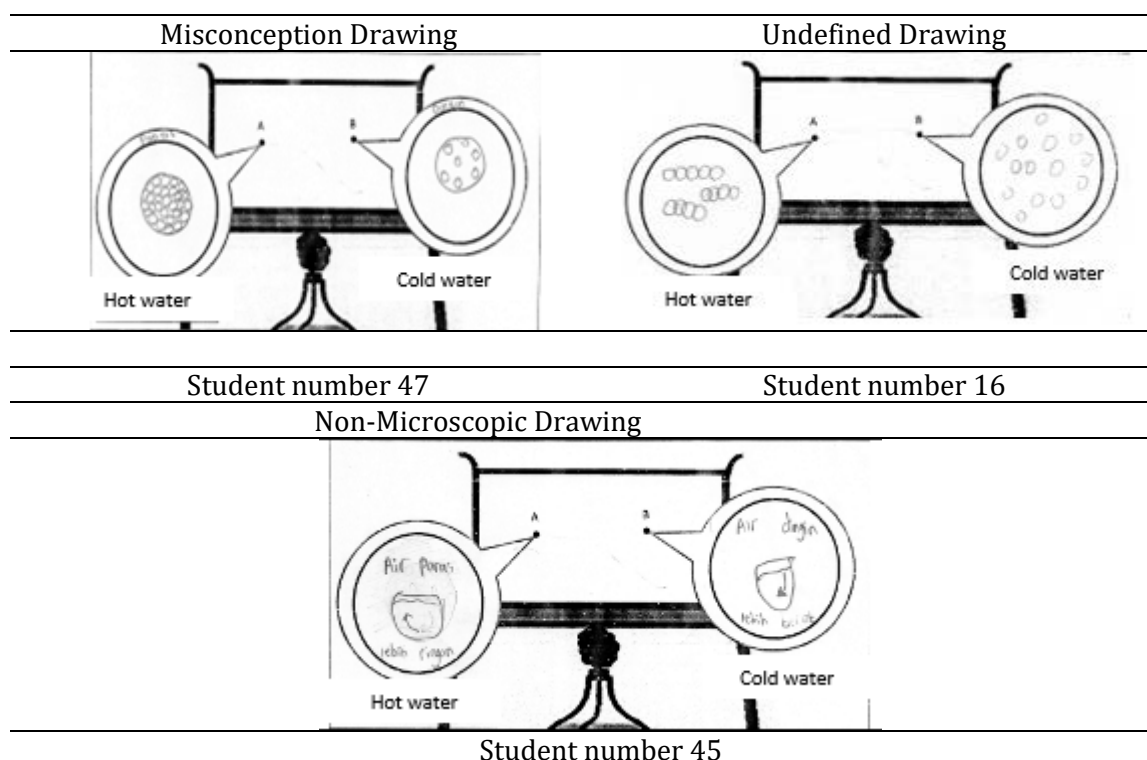 Misconception Drawing Undefined Drawing
A B
A B
Hot water Cold water
Hot water Cold water
Student number 47 Student number 16
Non-Microscopic Drawing
A B
Air Panas Air dingin
lebih ringan lebih berat
Hot water Cold water
Student number 45